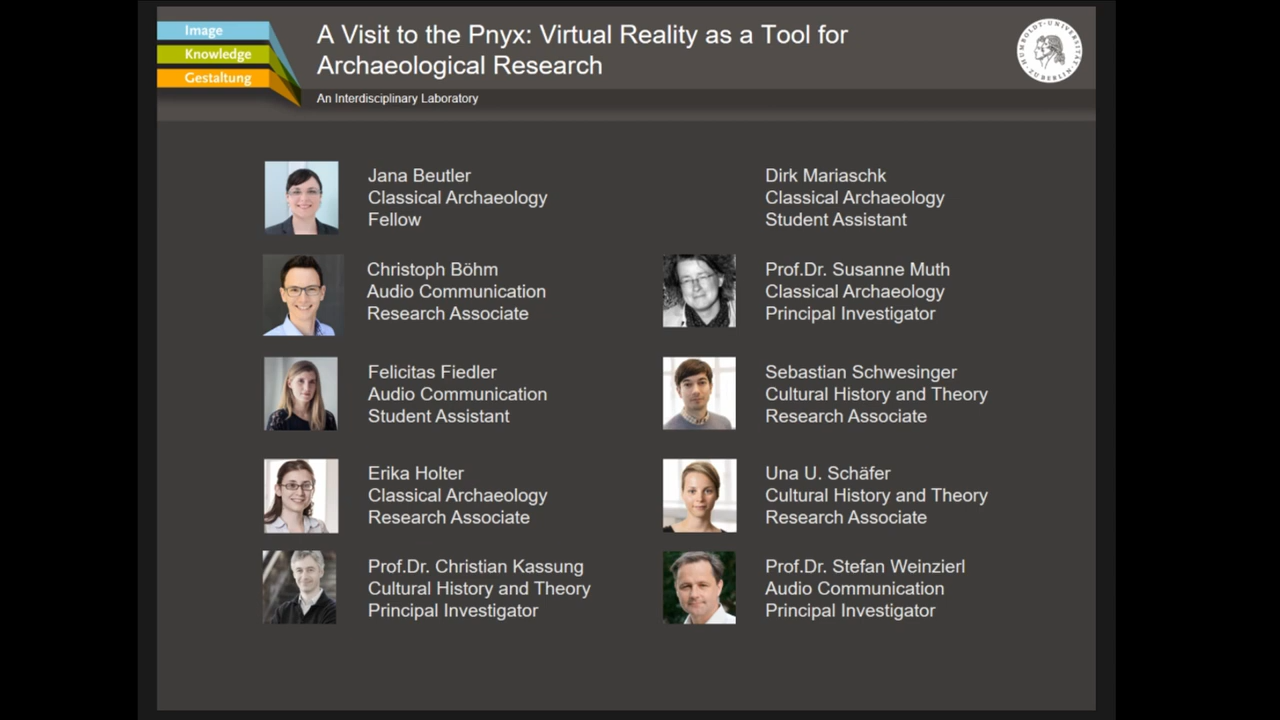 Image
Knowledge
Gestaltung
A Visit to the Pnyx: Virtual Reality as a Tool for
Archaeological Research
An Interdisciplinary Laboratory
HUMBOLDT-UNIVERSITÄT ZU BERLIN
Jana Beutler
Classical Archaeology
Fellow
Christoph Böhm
Audio Communication
Research Associate
Felicitas Fiedler
Audio Communication
Student Assistant
Erika Holter
Classical Archaeology
Research Associate
Prof.Dr. Christian Kassung
Cultural History and Theory
Principal Investigator
Dirk Mariaschk
Classical Archaeology
Student Assistant
Prof.Dr. Susanne Muth
Classical Archaeology
Principal Investigator
Sebastian Schwesinger
Cultural History and Theory
Research Associate
Una U. Schäfer
Cultural History and Theory
Research Associate
Prof.Dr. Stefan Weinzierl
Audio Communication
Principal Investigator